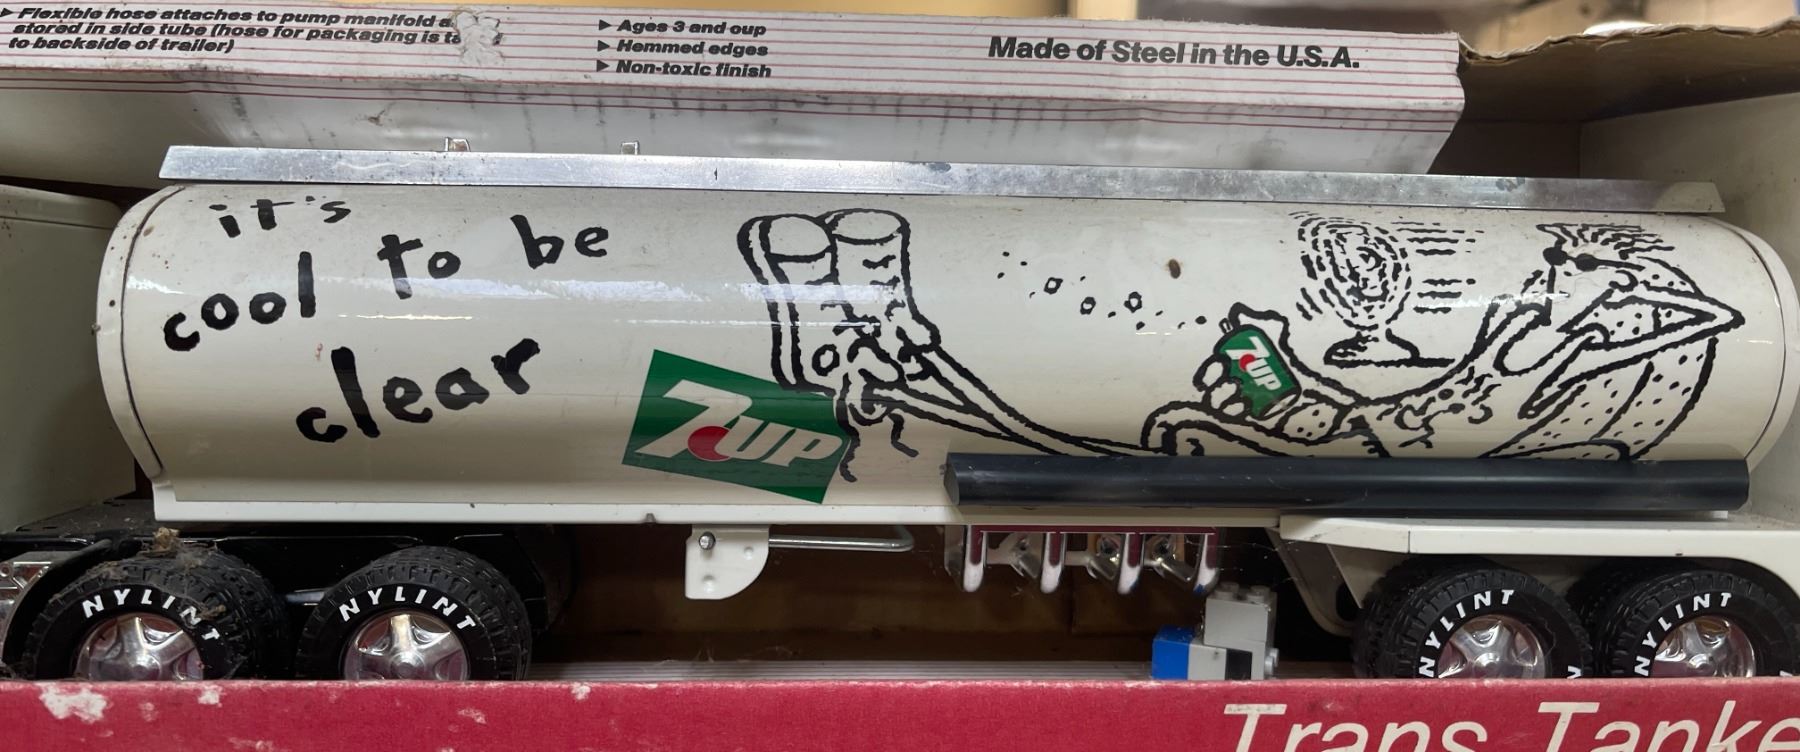 ▶ Flexible hose attaches to pump manifold a
stored in side tube (hose for packaging is ta
to backside of trailer)
▶ Ages 3 and oup
▶ Hemmed edges
▶ Non-toxic finish
Made of Steel in the U.S.A.
it's
cool to be
clear
7UP
7UP
NYLINT
NYLINT
NYLINT
NYLINT
Trans Tanke